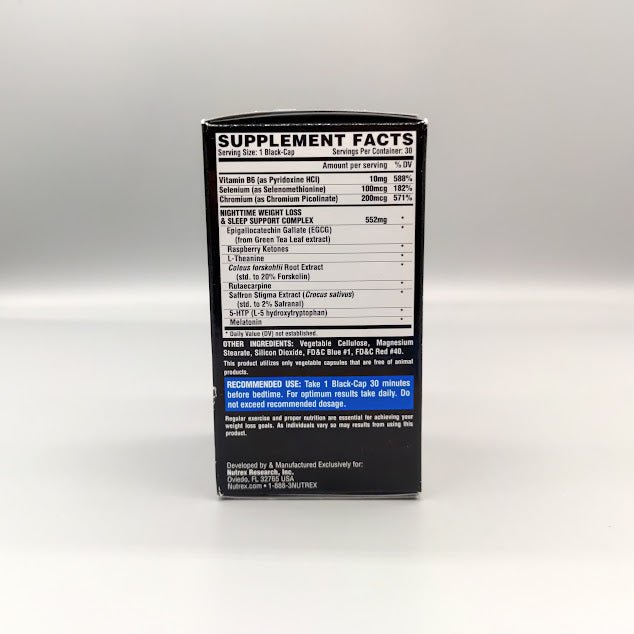 SUPPLEMENT FACTS
Serving Size: 1 Black-Cap Servings Per Container: 30
Amount per serving % DV
Vitamin B6 (as Pyridoxine HCl) 10mg 588%
Selenium (as Selenomethionine) 100mcg 182%
Chromium (as Chromium Picolinate) 200mcg 571%
NIGHTTIME WEIGHT LOSS
& SLEEP SUPPORT COMPLEX 552mg *
Epigallocatechin Gallate (EGCG) *
(from Green Tea Leaf extract)
Raspberry Ketones *
L-Theanine *
Coleus forskohlii Root Extract *
(std. to 20% Forskolin)
Rutaecarpine *
Saffron Stigma Extract (Crocus sativus) *
(std. to 2% Safranal)
5-HTP (L-5 hydroxytryptophan) *
Melatonin *
* Daily Value (DV) not established.
OTHER INGREDIENTS: Vegetable Cellulose, Magnesium
Stearate, Silicon Dioxide, FD&C Blue #1, FD&C Red #40.
This product utilizes only vegetable capsules that are free of animal
products.
RECOMMENDED USE: Take 1 Black-Cap 30 minutes
before bedtime. For optimum results take daily. Do
not exceed recommended dosage.
Regular exercise and proper nutrition are essential for achieving your
weight loss goals. As individuals vary so may results from using this
product.
Developed by & Manufactured Exclusively for:
Nutrex Research, Inc.
Oviedo, FL 32765 USA
Nutrex.com • 1-888-3NUTREX